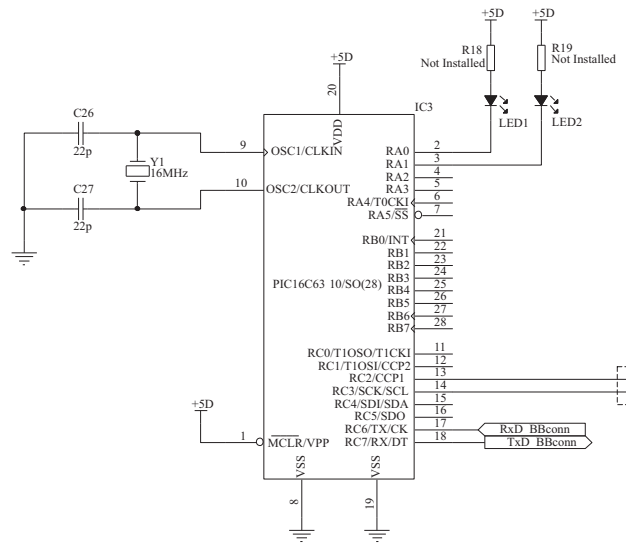 +5D +5D
R18 R19
Not Installed Not Installed
+5D
LED1 LED2
IC3
20
VDD
C26
22p
Y1
16MHz
C27
22p
9 OSC1/CLKIN
10 OSC2/CLKOUT
RA0 2
RA1 3
RA2 4
RA3 5
RA4/T0CKI 6
RA5/SS 7
RB0/INT 21
RB1 22
RB2 23
RB3 24
RB4 25
RB5 26
RB6 27
RB7 28
PIC16C63 10/SO(28)
RC0/T1OSO/T1CKI 11
RC1/T1OSI/CCP2 12
RC2/CCP1 13
RC3/SCK/SCL 14
RC4/SDI/SDA 15
RC5/SDO 16
RC6/TX/CK 17 RxD_BBconn
RC7/RX/DT 18 TxD_BBconn
+5D
1 MCLR/VPP
VSS VSS
8 19